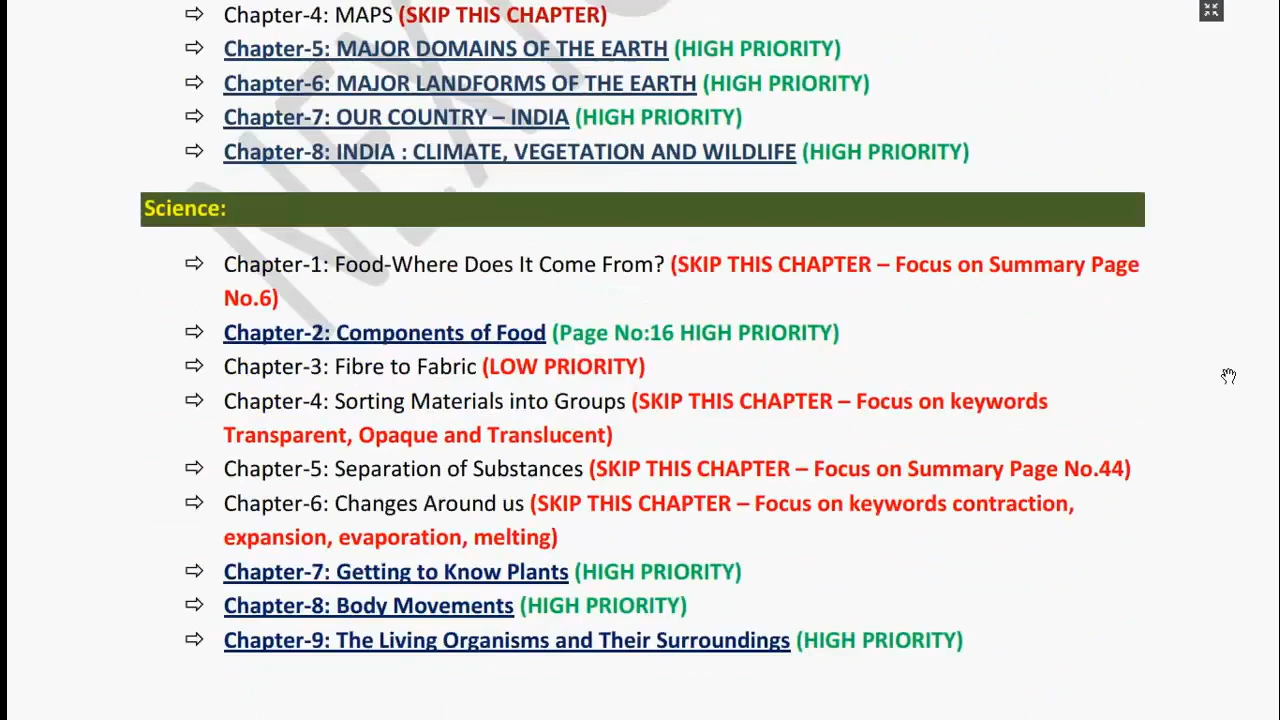 ⇨ Chapter-4: MAPS (SKIP THIS CHAPTER)
⇨ Chapter-5: MAJOR DOMAINS OF THE EARTH (HIGH PRIORITY)
⇨ Chapter-6: MAJOR LANDFORMS OF THE EARTH (HIGH PRIORITY)
⇨ Chapter-7: OUR COUNTRY – INDIA (HIGH PRIORITY)
⇨ Chapter-8: INDIA : CLIMATE, VEGETATION AND WILDLIFE (HIGH PRIORITY)
Science:
⇨ Chapter-1: Food-Where Does It Come From? (SKIP THIS CHAPTER – Focus on Summary Page
No.6)
⇨ Chapter-2: Components of Food (Page No:16 HIGH PRIORITY)
⇨ Chapter-3: Fibre to Fabric (LOW PRIORITY)
⇨ Chapter-4: Sorting Materials into Groups (SKIP THIS CHAPTER – Focus on keywords
Transparent, Opaque and Translucent)
⇨ Chapter-5: Separation of Substances (SKIP THIS CHAPTER – Focus on Summary Page No.44)
⇨ Chapter-6: Changes Around us (SKIP THIS CHAPTER – Focus on keywords contraction,
expansion, evaporation, melting)
⇨ Chapter-7: Getting to Know Plants (HIGH PRIORITY)
⇨ Chapter-8: Body Movements (HIGH PRIORITY)
⇨ Chapter-9: The Living Organisms and Their Surroundings (HIGH PRIORITY)